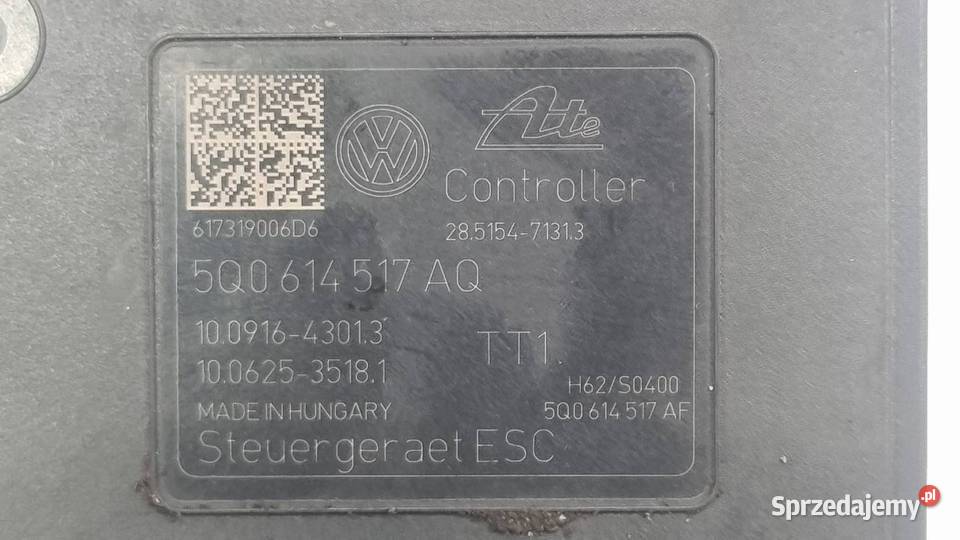 VW
Ate
Controller
617319006D6
28.5154-7131.3
5Q0 614 517 AQ
10.0916-4301.3
TT1.
10.0625-3518.1
H62/S0400
MADE IN HUNGARY
5Q0 614 517 AF
Steuergeraet ESC
Sprzedajemy.pl